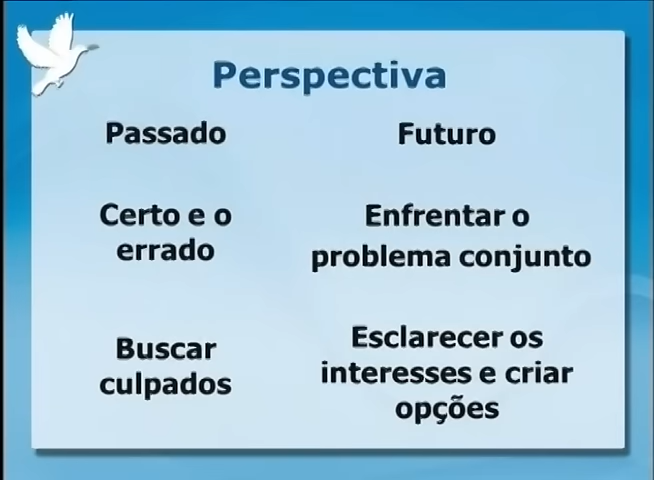 Perspectiva
Passado
Futuro
Certo e o
errado
Enfrentar o
problema conjunto
Buscar
culpados
Esclarecer os
interesses e criar
opções